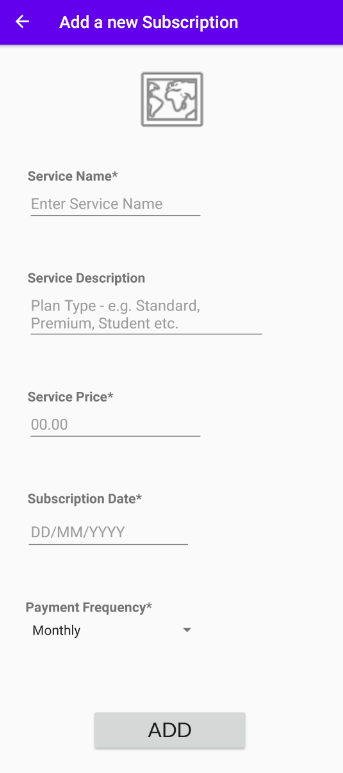 Add a new Subscription
Service Name*
Enter Service Name
Service Description
Plan Type - e.g. Standard,
Premium, Student etc.
Service Price*
00.00
Subscription Date*
DD/MM/YYYY
Payment Frequency*
Monthly
ADD